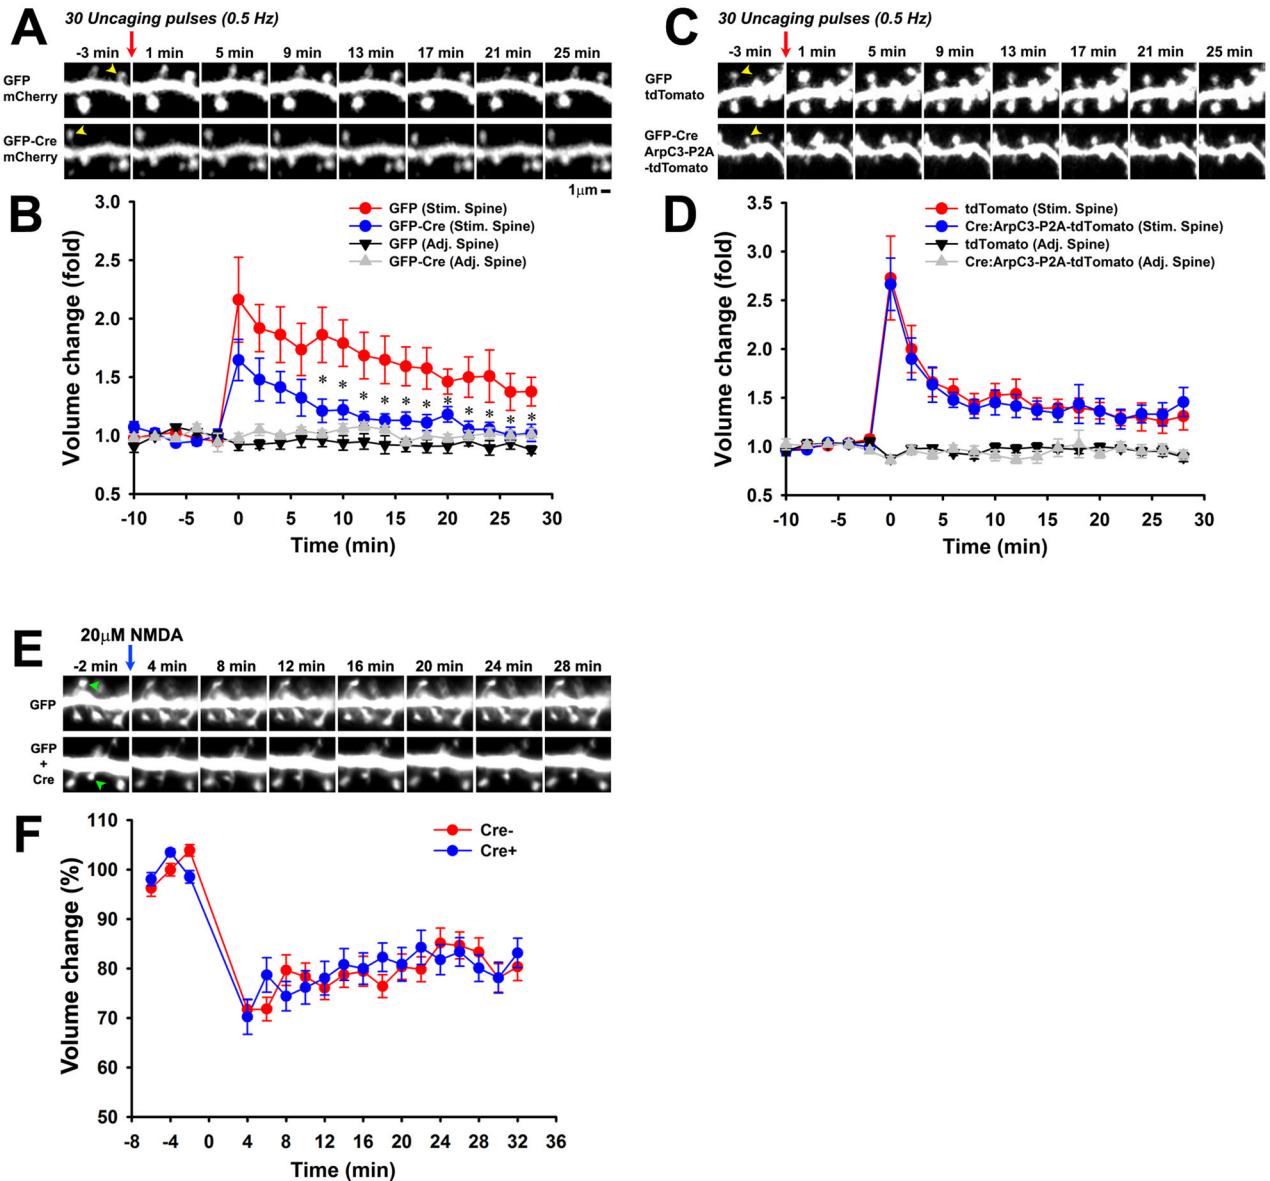 A
30 Uncaging pulses (0.5 Hz)
-3 min 1 min 5 min 9 min 13 min 17 min 21 min 25 min
GFP
mCherry
GFP-Cre
mCherry
1μm
B
GFP (Stim. Spine)
GFP-Cre (Stim. Spine)
GFP (Adj. Spine)
GFP-Cre (Adj. Spine)
Volume change (fold)
3.0
2.5
2.0
1.5
1.0
0.5
* * * * * * * * * * *
-10 -5 0 5 10 15 20 25 30
Time (min)
C
30 Uncaging pulses (0.5 Hz)
-3 min 1 min 5 min 9 min 13 min 17 min 21 min 25 min
GFP
tdTomato
GFP-Cre
ArpC3-P2A
-tdTomato
D
tdTomato (Stim. Spine)
Cre:ArpC3-P2A-tdTomato (Stim. Spine)
tdTomato (Adj. Spine)
Cre:ArpC3-P2A-tdTomato (Adj. Spine)
Volume change (fold)
3.5
3.0
2.5
2.0
1.5
1.0
0.5
-10 -5 0 5 10 15 20 25 30
Time (min)
E
20μM NMDA
-2 min 4 min 8 min 12 min 16 min 20 min 24 min 28 min
GFP
GFP
+
Cre
F
Cre-
Cre+
Volume change (%)
110
100
90
80
70
60
50
-8 -4 0 4 8 12 16 20 24 28 32 36
Time (min)